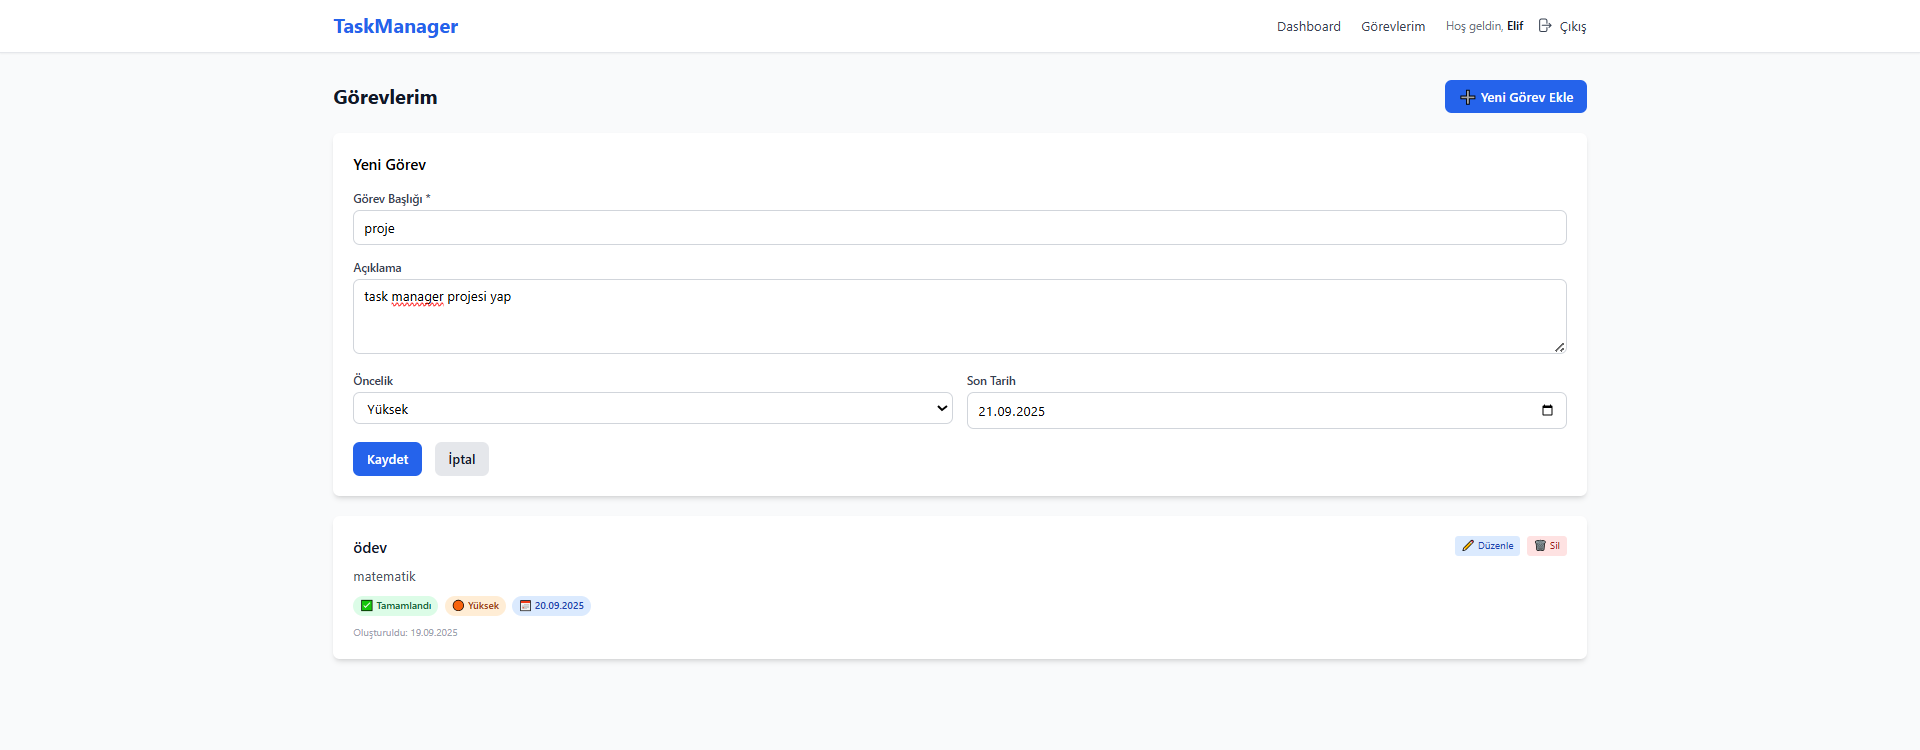 TaskManager
Dashboard Görevlerim Hoş geldin, Elif Çıkış
Görevlerim
Yeni Görev Ekle
Yeni Görev
Görev Başlığı *
proje
Açıklama
task manager projesi yap
Öncelik
Son Tarih
Yüksek
21.09.2025
Kaydet İptal
ödev
Düzenle Sil
matematik
Tamamlandı Yüksek 20.09.2025
Oluşturuldu: 19.09.2025